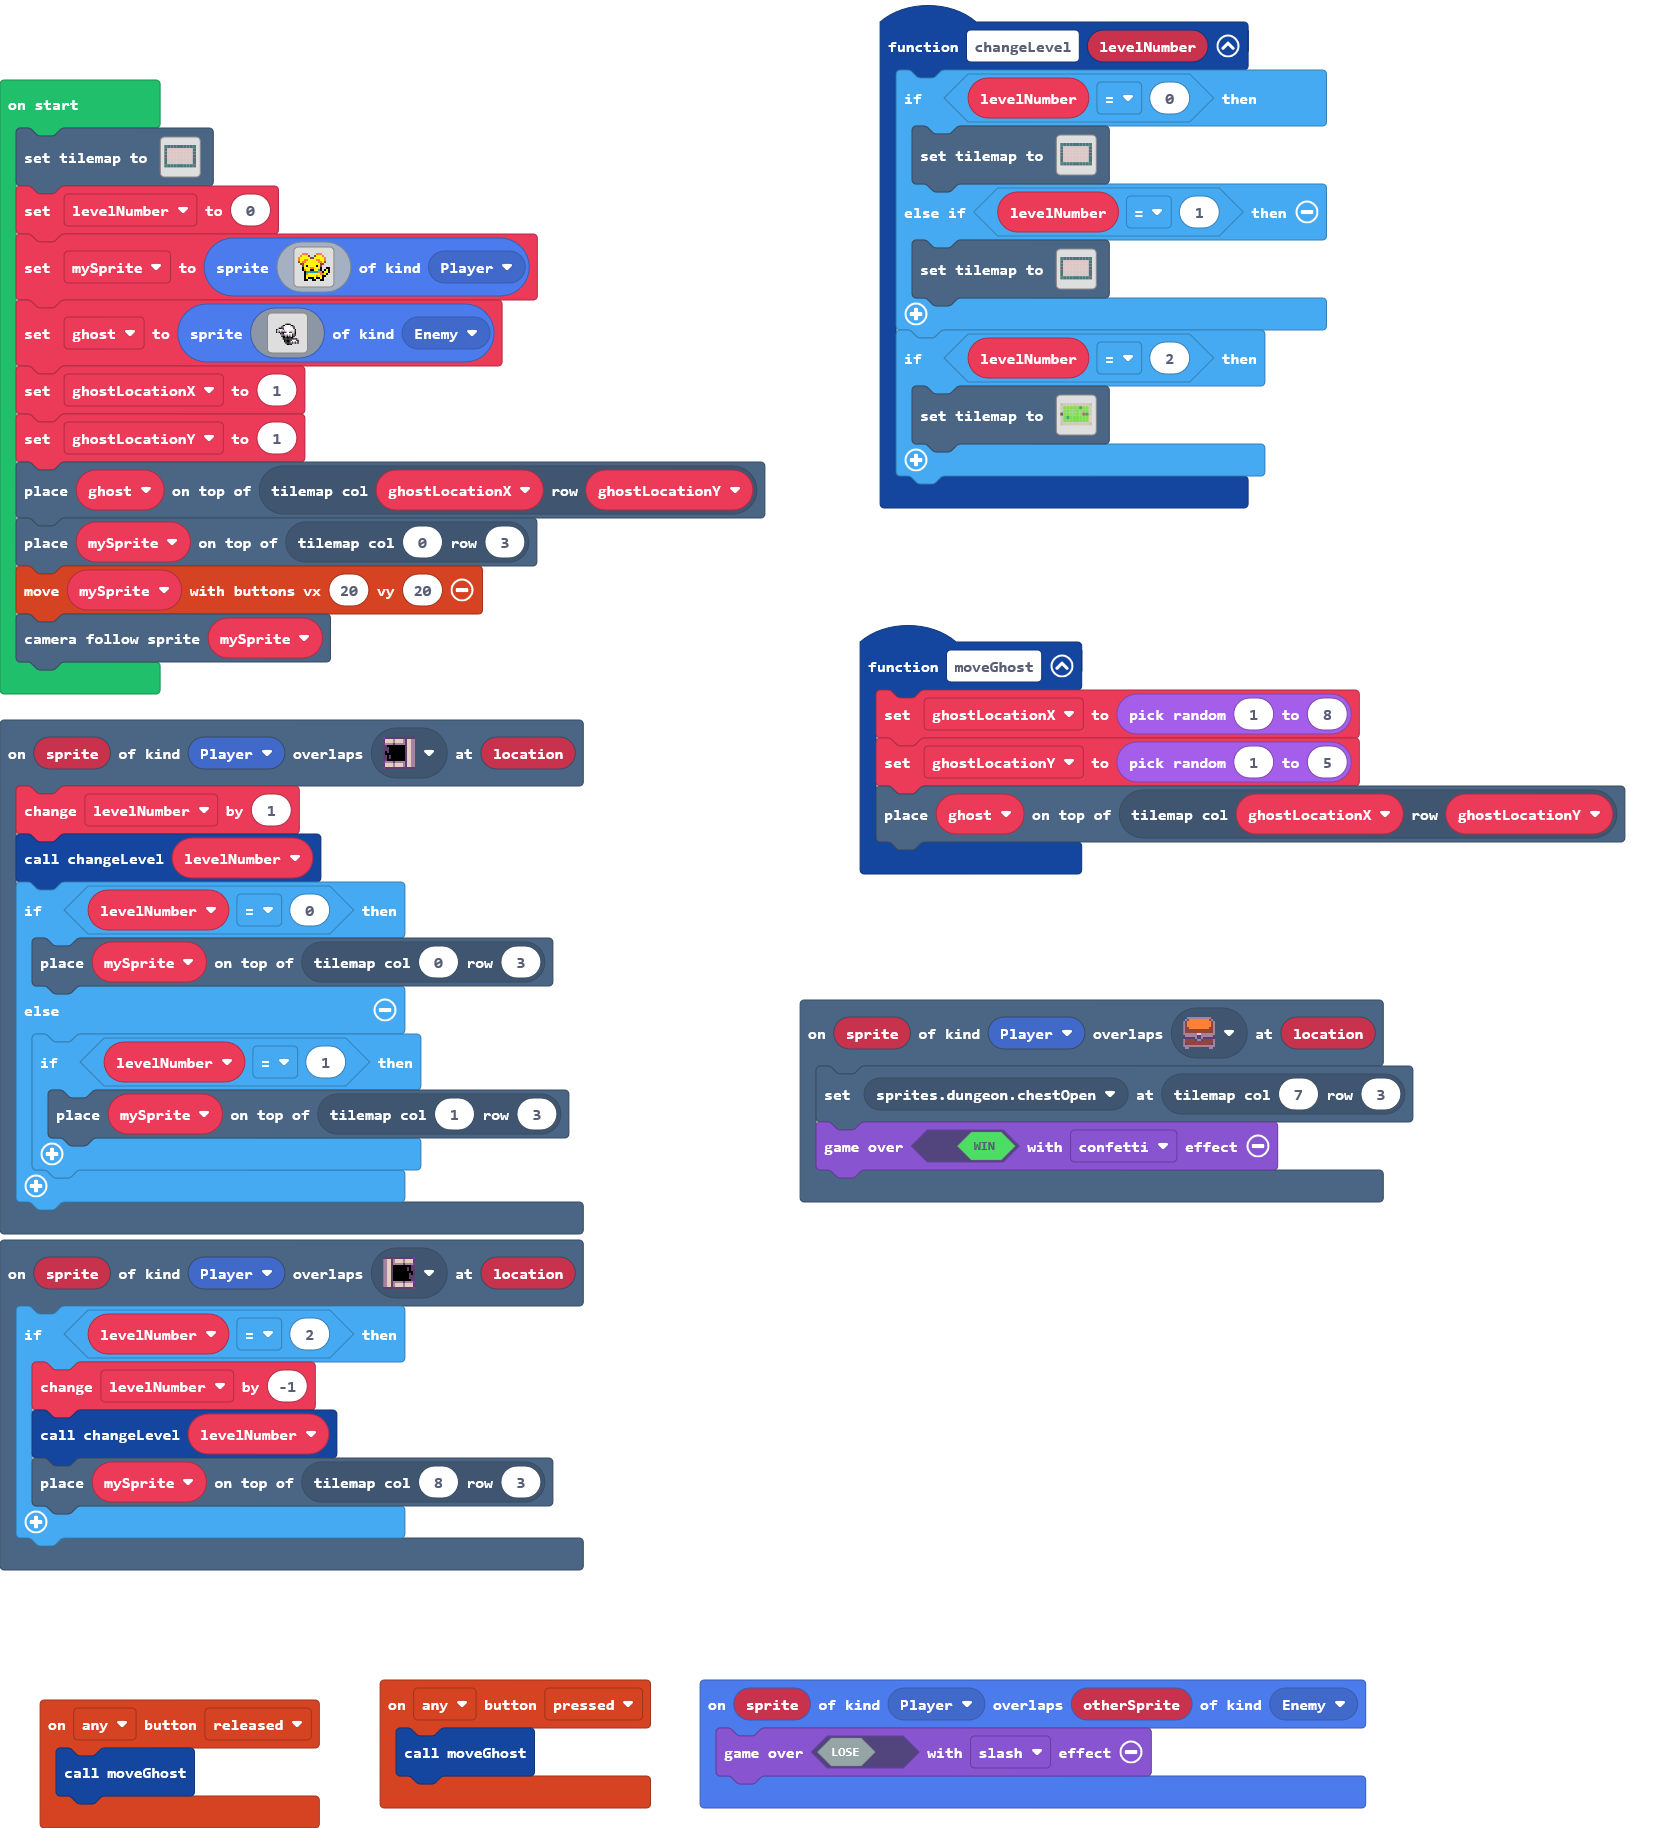 on start
set tilemap to
set levelNumber to 0
set mySprite to sprite of kind Player
set ghost to sprite of kind Enemy
set ghostLocationX to 1
set ghostLocationY to 1
place ghost on top of tilemap col ghostLocationX row ghostLocationY
place mySprite on top of tilemap col 0 row 3
move mySprite with buttons vx 20 vy 20
camera follow sprite mySprite
on sprite of kind Player overlaps at location
change levelNumber by 1
call changeLevel levelNumber
if levelNumber = 0 then
place mySprite on top of tilemap col 0 row 3
else
if levelNumber = 1 then
place mySprite on top of tilemap col 1 row 3
on sprite of kind Player overlaps at location
if levelNumber = 2 then
change levelNumber by -1
call changeLevel levelNumber
place mySprite on top of tilemap col 8 row 3
function changeLevel levelNumber
if levelNumber = 0 then
set tilemap to
else if levelNumber = 1 then
set tilemap to
if levelNumber = 2 then
set tilemap to
function moveGhost
set ghostLocationX to pick random 1 to 8
set ghostLocationY to pick random 1 to 5
place ghost on top of tilemap col ghostLocationX row ghostLocationY
on sprite of kind Player overlaps at location
set sprites.dungeon.chestOpen at tilemap col 7 row 3
game over WIN with confetti effect
on any button released
call moveGhost
on any button pressed
call moveGhost
on sprite of kind Player overlaps otherSprite of kind Enemy
game over LOSE with slash effect